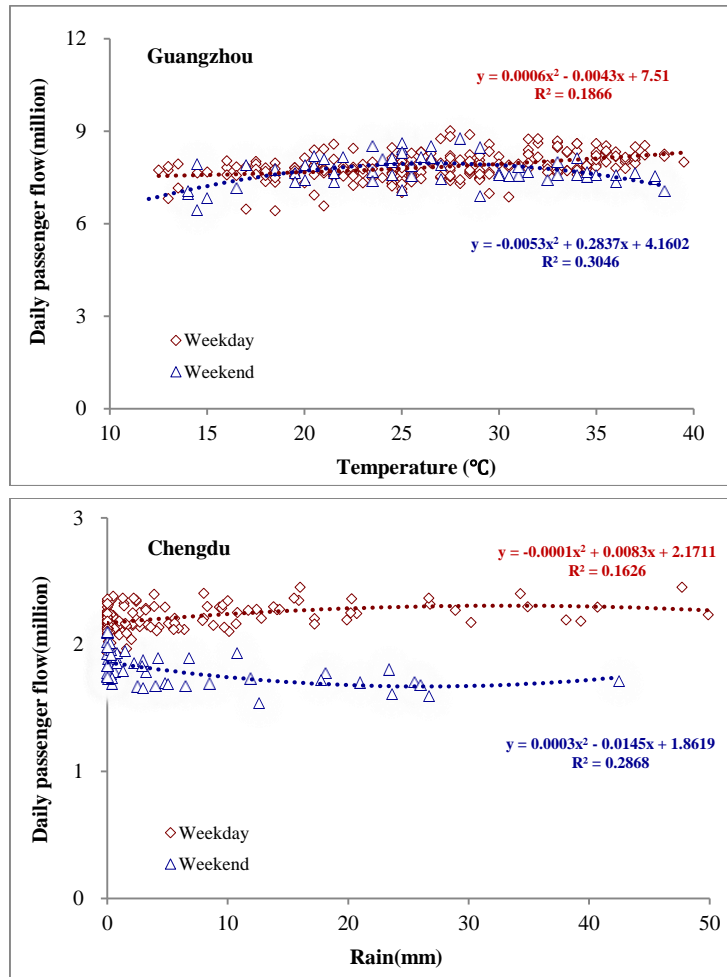 12
Guangzhou
y = 0.0006x² - 0.0043x + 7.51
R² = 0.1866
9
Daily passenger flow(million)
6
y = -0.0053x² + 0.2837x + 4.1602
R² = 0.3046
3
Weekday
Weekend
0
10 15 20 25 30 35 40
Temperature (℃)
3
Chengdu
y = -0.0001x² + 0.0083x + 2.1711
R² = 0.1626
2
Daily passenger flow(million)
y = 0.0003x² - 0.0145x + 1.8619
R² = 0.2868
1
Weekday
Weekend
0
0 10 20 30 40 50
Rain(mm)